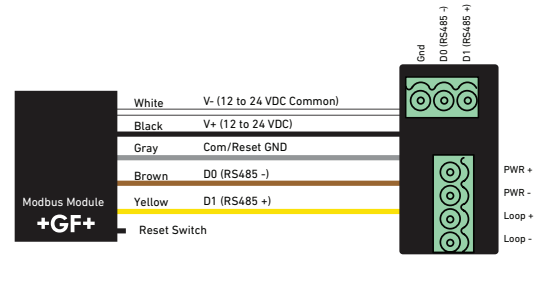 Gnd
D0 (RS485 -)
D1 (RS485 +)
White V- (12 to 24 VDC Common)
Black V+ (12 to 24 VDC)
Gray Com/Reset GND
Brown D0 (RS485 -)
Yellow D1 (RS485 +)
Reset Switch
Modbus Module
+GF+
PWR +
PWR -
Loop +
Loop -